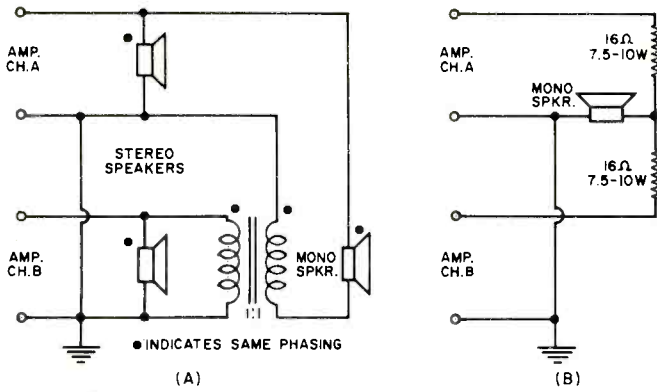 AMP.
CH.A
STEREO
SPEAKERS
AMP.
CH.B
MONO
SPKR.
1:1
●INDICATES SAME PHASING
(A)
AMP.
CH.A
16Ω
7.5-10W
MONO
SPKR.
16Ω
7.5-10W
AMP.
CH.B
(B)